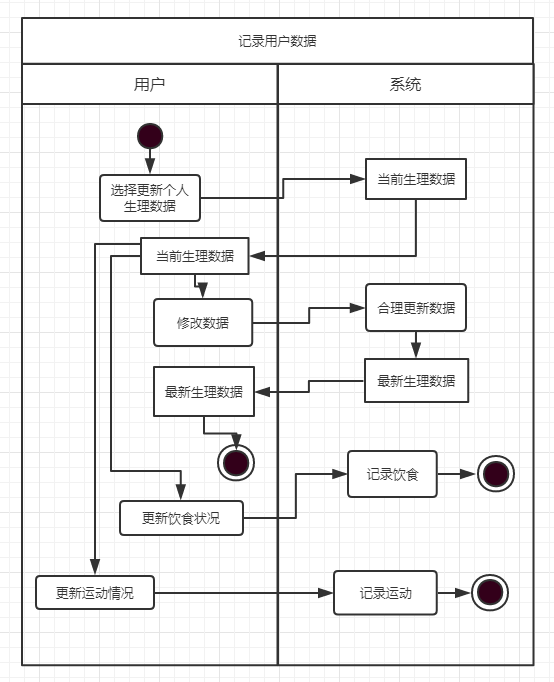 记录用户数据
用户
系统
选择更新个人
生理数据
当前生理数据
当前生理数据
修改数据
合理更新数据
最新生理数据
最新生理数据
记录饮食
更新饮食状况
更新运动情况
记录运动